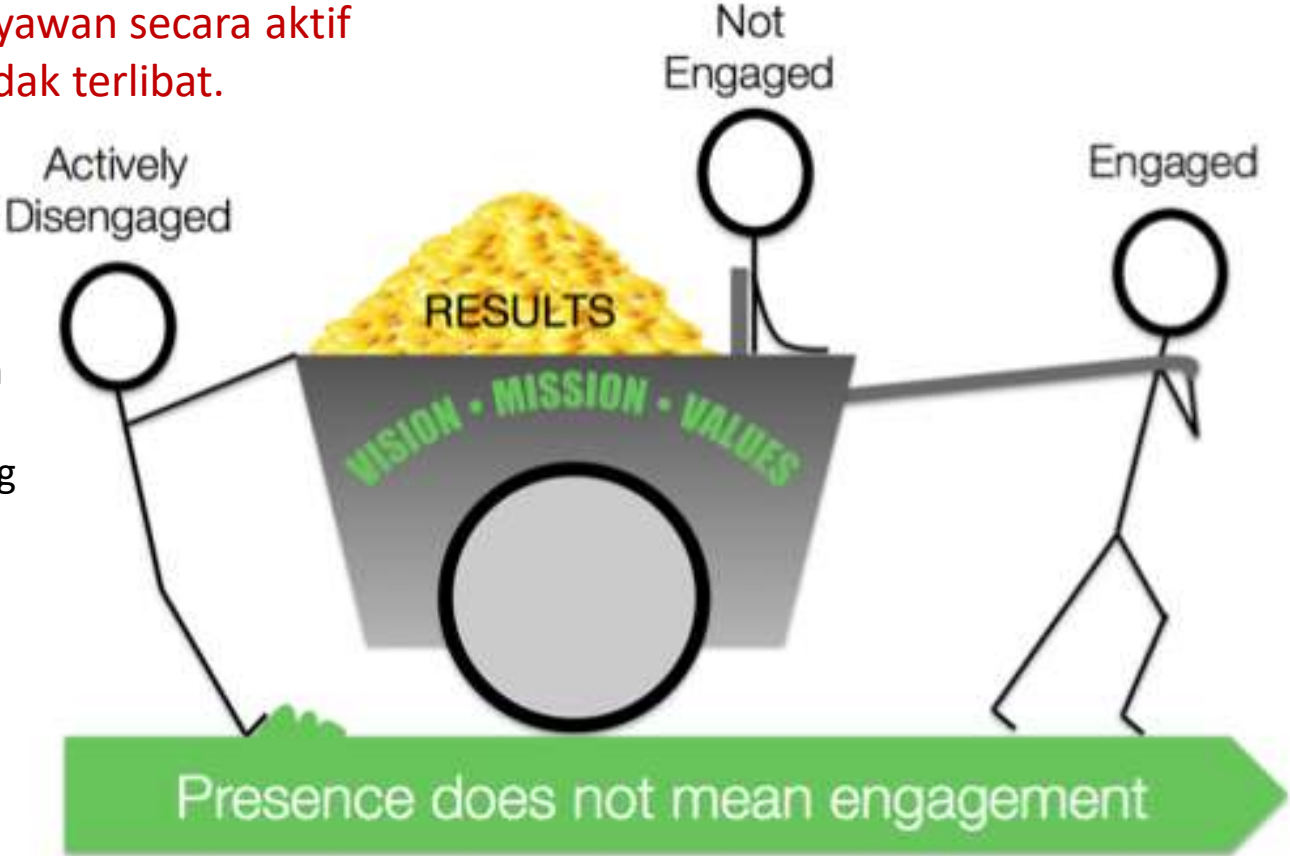 yawan secara aktif
dak terlibat.
Not
Engaged
Actively
Disengaged
Engaged
RESULTS
VISION • MISSION • VALUES
g
Presence does not mean engagement